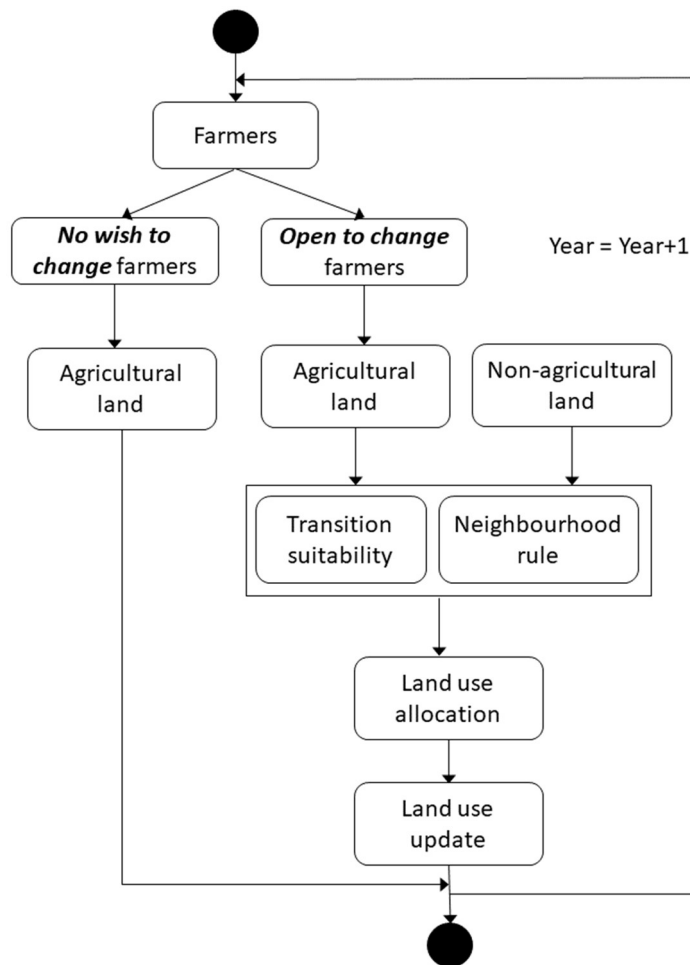 Farmers
No wish to
change farmers
Open to change
farmers
Year = Year+1
Agricultural
land
Agricultural
land
Non-agricultural
land
Transition
suitability
Neighbourhood
rule
Land use
allocation
Land use
update